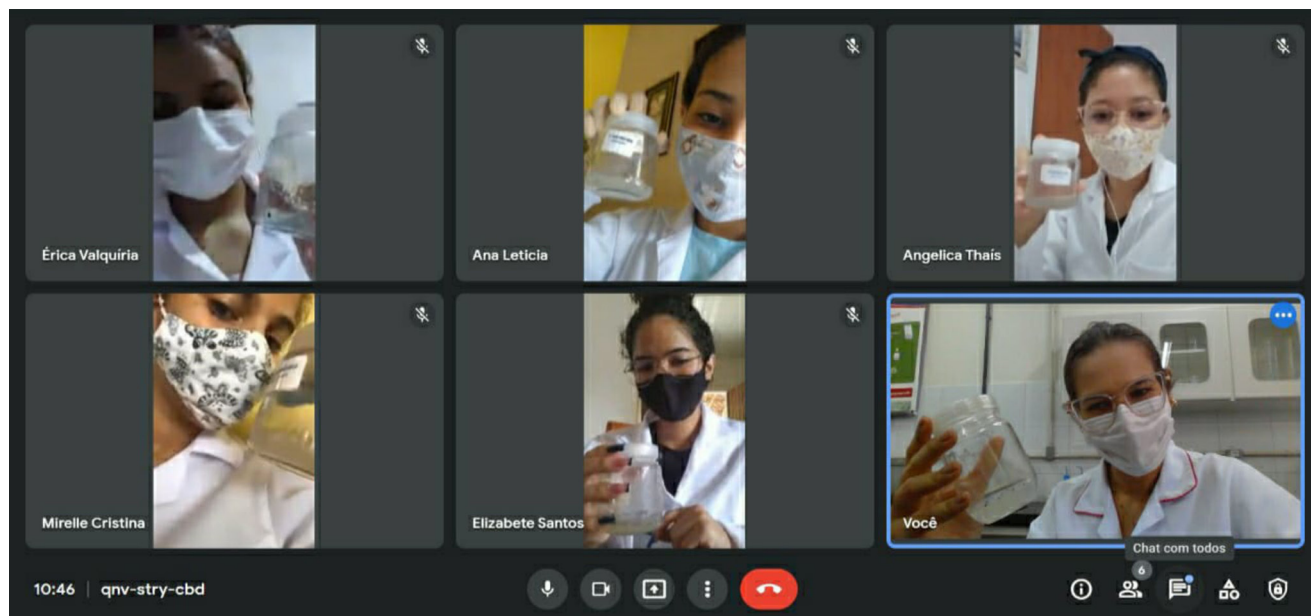 Érica Valquíria
Ana Leticia
Angelica Thaís
Mirelle Cristina
Elizabete Santos
Você
Chat com todos
6
10:46 | qnv-stry-cbd